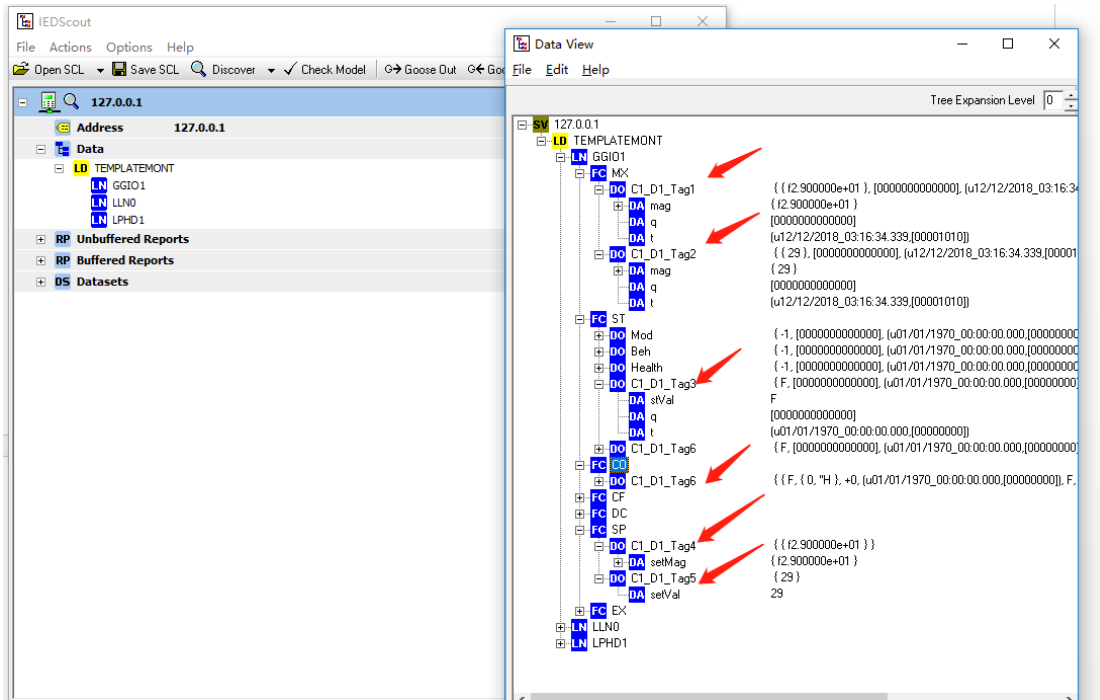 IEDScout
File Actions Options Help
Open SCL Save SCL Discover Check Model Goose Out Goo
127.0.0.1
Address 127.0.0.1
Data
LD TEMPLATEMONT
LN GGIO1
LN LLN0
LN LPHD1
RP Unbuffered Reports
RP Buffered Reports
DS Datasets
Data View
File Edit Help
Tree Expansion Level 0
SV 127.0.0.1
LD TEMPLATEMONT
LN GGIO1
FC MX
DO C1_D1_Tag1 { { f2.900000e+01 }, [0000000000000], (u12/12/2018_03:16:34
DA mag { f2.900000e+01 }
DA q [0000000000000]
DA t (u12/12/2018_03:16:34.339,[00001010])
DO C1_D1_Tag2 { { 29 }, [0000000000000], (u12/12/2018_03:16:34.339,[00001
DA mag { 29 }
DA q [0000000000000]
DA t (u12/12/2018_03:16:34.339,[00001010])
FC ST
DO Mod { -1, [0000000000000], (u01/01/1970_00:00:00.000,[0000000
DO Beh { -1, [0000000000000], (u01/01/1970_00:00:00.000,[0000000
DO Health { -1, [0000000000000], (u01/01/1970_00:00:00.000,[0000000
DO C1_D1_Tag3 { F, [0000000000000], (u01/01/1970_00:00:00.000,[00000000]
DA stVal F
DA q [0000000000000]
DA t (u01/01/1970_00:00:00.000,[00000000])
DO C1_D1_Tag6 { F, [0000000000000], (u01/01/1970_00:00:00.000,[00000000]
FC CO
DO C1_D1_Tag6 { { F, { 0, "H }, +0, (u01/01/1970_00:00:00.000,[00000000]), F,
FC CF
FC DC
FC SP
DO C1_D1_Tag4 { { f2.900000e+01 } }
DA setMag { f2.900000e+01 }
DO C1_D1_Tag5 { 29 }
DA setVal 29
FC EX
LN LLN0
LN LPHD1